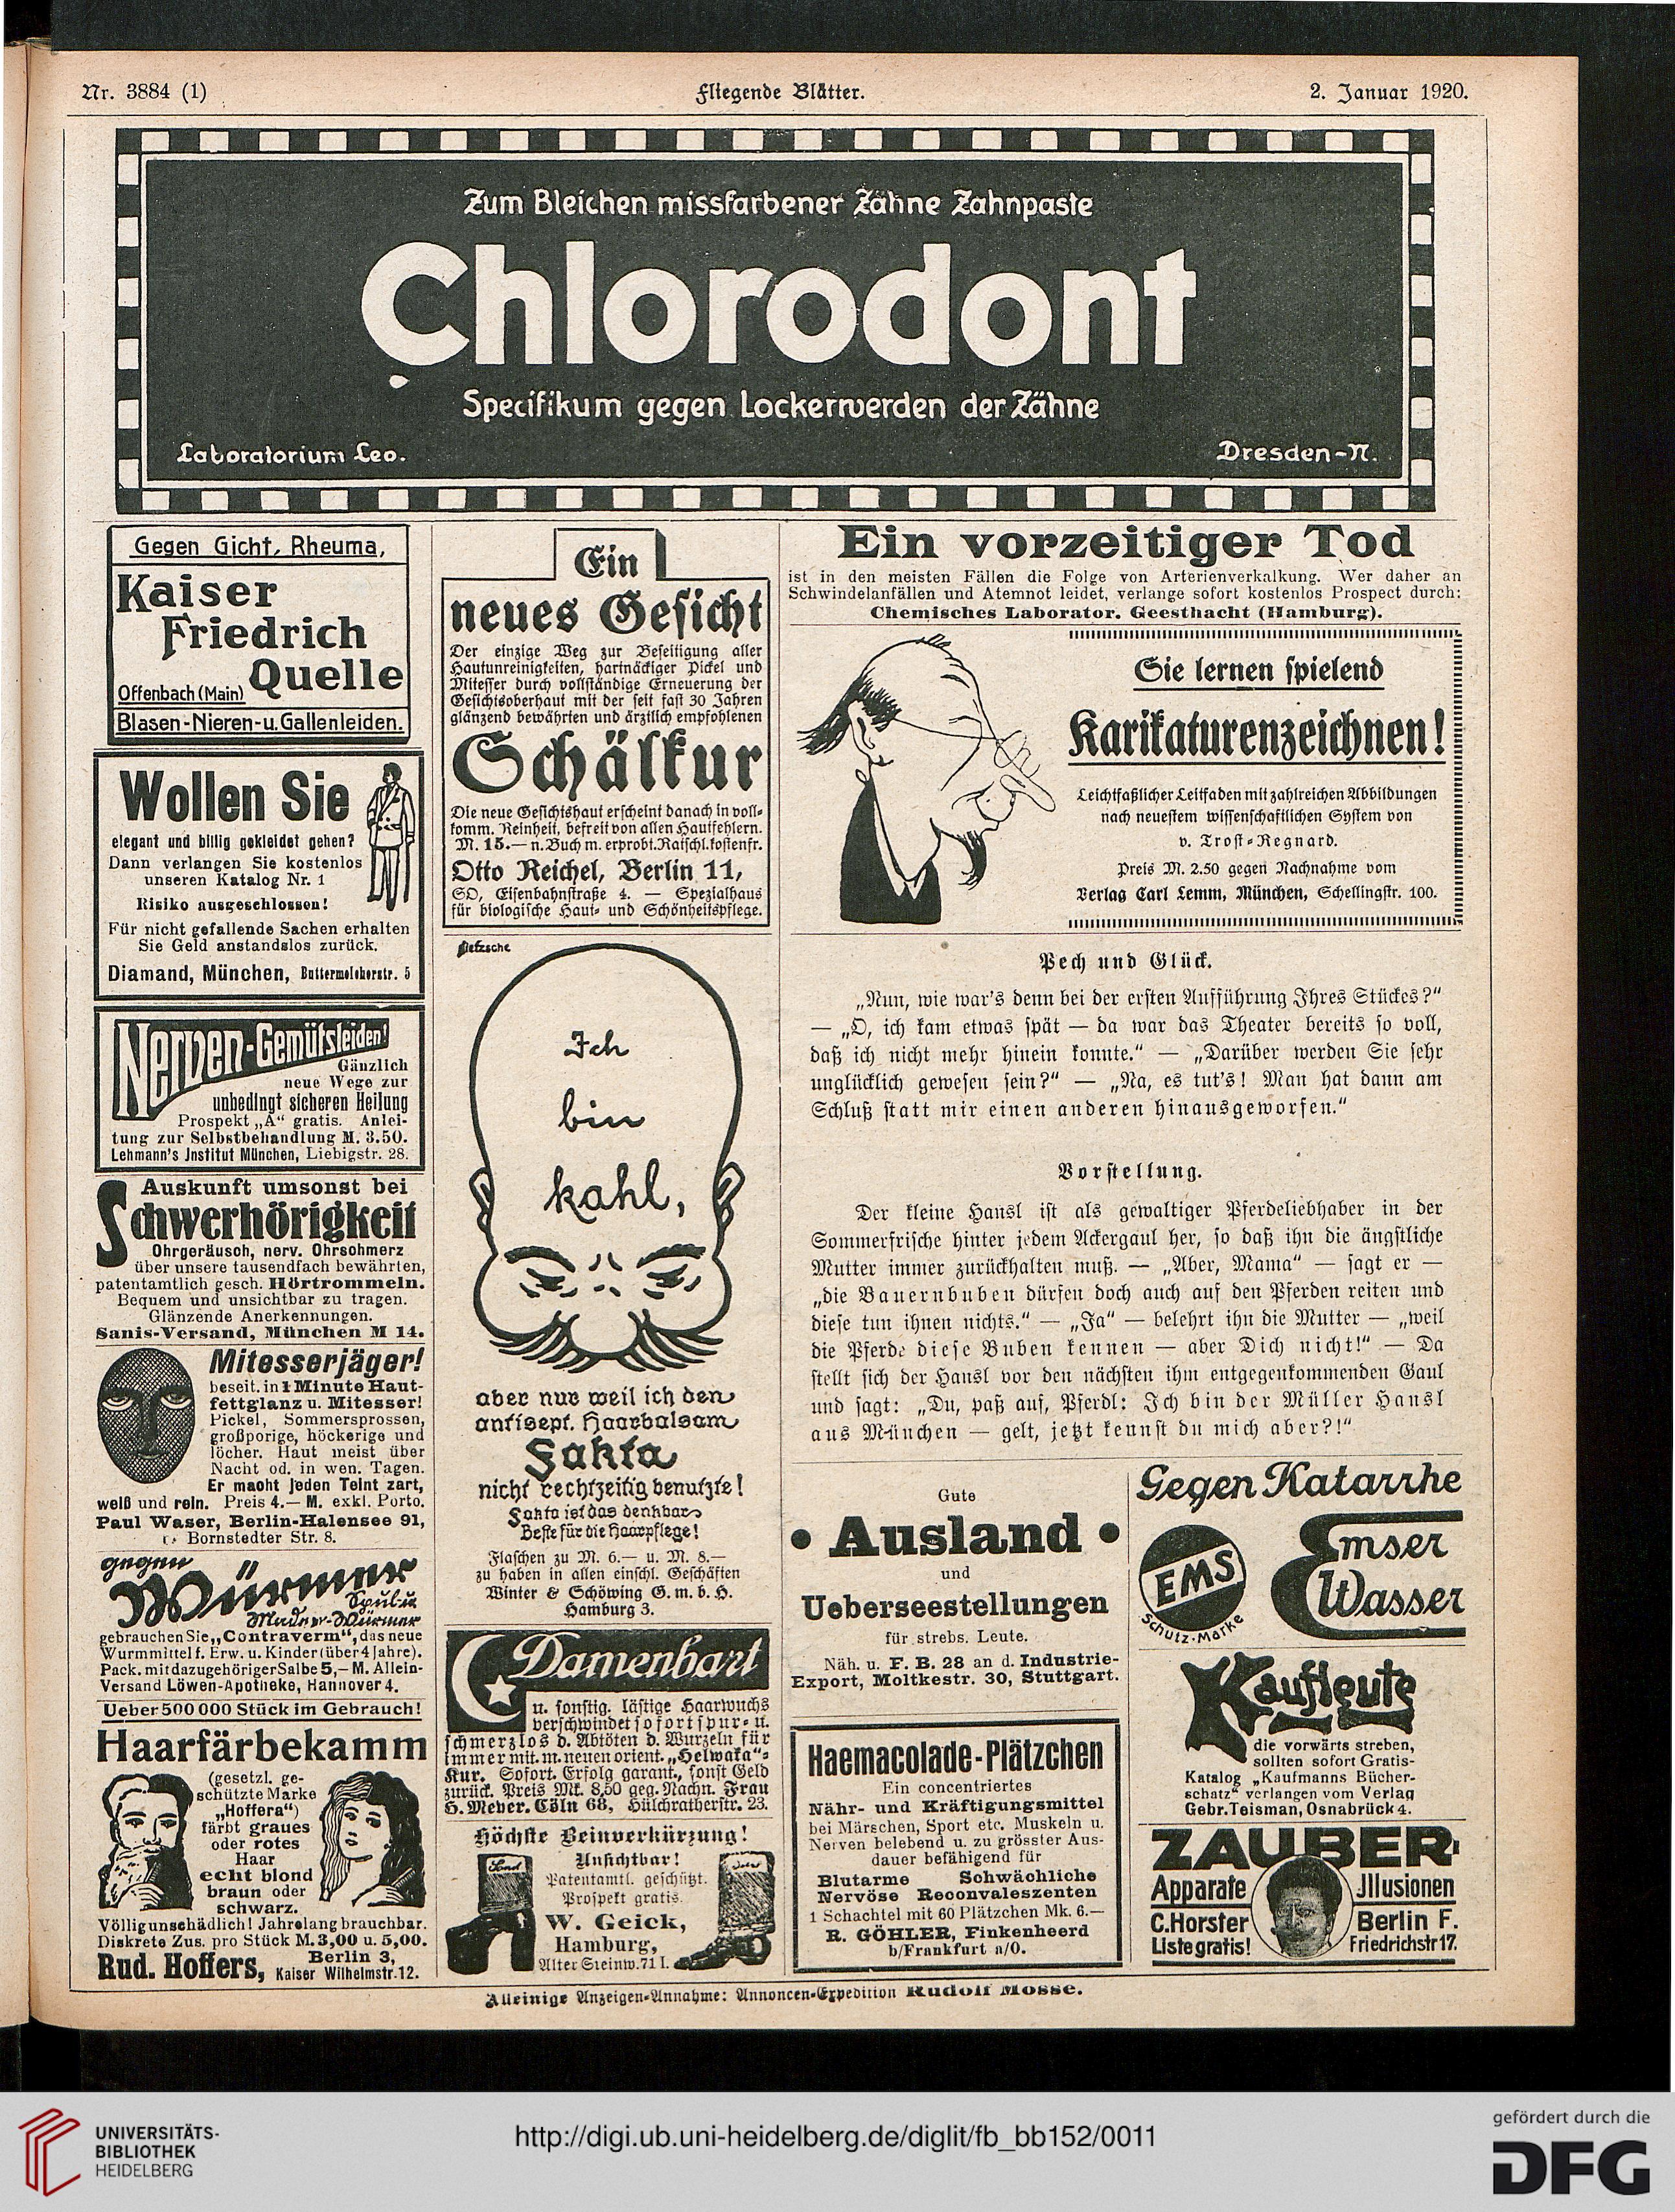 Nr. 3884 (1)
Fliegende Blätter.
2. Januar 1920.
Zum Bleichen missfarbener Zähne Zahnpaste
Chlorodont
Specifikum gegen Lockerwerden der Zähne
Laboratorium Leo.
Dresden-N.
Gegen Gicht, Rheuma,
Kaiser
Friedrich
Quelle
Offenbach (Main)
Blasen-Nieren-u.Gallenleiden.
Wollen Sie
elegant und billig gekleidet gehen?
Dann verlangen Sie kostenlos
unseren Katalog Nr. 1
Risiko ausgeschlossen!
Für nicht gefallende Sachen erhalten
Sie Geld anstandslos zurück.
Diamand, München, Buttermelcherstr. 5
Nerven-Gemütsleiden!
Gänzlich
neue Wege zur
unbedingt sicheren Heilung
Prospekt „A“ gratis. Anlei-
tung zur Selbstbehandlung M. 3.50.
Lehmann's Jnstitut München, Liebigstr. 28.
Auskunft umsonst bei
Schwerhörigkeit
Ohrgeräusch, nerv. Ohrschmerz
über unsere tausendfach bewährten,
patentamtlich gesch. Hörtrommeln.
Bequem und unsichtbar zu tragen.
Glänzende Anerkennungen.
Sanis-Versand, München M 14.
Mitesserjäger!
beseit. in 1 Minute Haut-
fettglanz u. Mitesser!
Pickel, Sommersprossen,
großporige, höckerige und
löcher. Haut meist über
Nacht od. in wen. Tagen.
Er macht jeden Teint zart,
weiß und rein. Preis 4.— M. exkl. Porto.
Paul Waser, Berlin-Halensee 91,
Bornstedter Str. 8.
gegen
Würmer
Spul-u.
Maden-Würmer
gebrauchen Sie „Contraverm“, das neue
Wurmmittel f. Erw. u. Kinder (über 4 Jahre).
Pack. mit dazugehöriger Salbe 5,– M. Allein-
Versand Löwen-Apotheke, Hannover 4.
Ueber 500 000 Stück im Gebrauch!
Haarfärbekamm
(gesetzl. ge-
schützte Marke
„Hoffera“)
färbt graues
oder rotes
Haar
echt blond
braun oder
schwarz.
Völlig unschädlich! Jahrelang brauchbar.
Diskrete Zus. pro Stück M. 3,00 u. 5,00.
Rud. Hoffers, Berlin 3,
Kaiser Wilhelmstr. 12.
Ein
neues Gesicht
Der einzige Weg zur Beseitigung aller
Hautunreinigkeiten, hartnäckiger Pickel und
Mitesser durch vollständige Erneuerung der
Gesichtsoberhaut mit der seit fast 30 Jahren
glänzend bewährten und ärztlich empfohlenen
Schälkur
Die neue Gesichtshaut erscheint danach in voll-
komm. Reinheit, befreit von allen Hautfehlern.
M. 15.— n. Buch m. erprobt. Ratschl. kostenfr.
Otto Reichel, Berlin 11,
SO, Eisenbahnstraße 4. — Spezialhaus
für biologische Haut- und Schönheitspflege.
Ich
bin
kahl,
aber nur weil ich den
antisept. Haarbalsam
Sakta
nicht rechtzeitig benutzte!
Sakta ist das denkbar
Beste für die Haarpflege!
Flaschen zu M. 6.— u. M. 8.—
zu haben in allen einschl. Geschäften
Winter & Schöwing G. m. b. H.
Hamburg 3.
Damenbart
u. sonstig. lästige Haarwuchs
verschwindet sofort spur- u.
schmerzlos d. Abtöten d. Wurzeln für
immer mit. m. neuen orient. „Helwaka“-
Kur. Sofort. Erfolg garant., sonst Geld
zurück. Preis Mk. 8,50 geg. Nachn. Frau
H. Meyer. Cöln 68, Hülchratherstr. 23.
Höchste Beinverkürzung!
Unsichtbar!
Patentamtl. geschützt.
Prospekt gratis.
W. Geick,
Hamburg,
Alter Steinw. 71 I.
Ein vorzeitiger Tod
ist in den meisten Fällen die Folge von Arterienverkalkung. Wer daher an
Schwindelanfällen und Atemnot leidet, verlange sofort kostenlos Prospect durch:
Chemisches Laborator. Geesthacht (Hamburg).
Sie lernen spielend
Karikaturenzeichnen!
Leichtfaßlicher Leitfaden mit zahlreichen Abbildungen
nach neuestem wissenschaftlichen System von
v. Trost-Regnard.
Preis M. 2.50 gegen Nachnahme vom
Verlag Carl Lemm, München, Schellingstr. 100.
Pech und Glück.
„Nun, wie war's denn bei der ersten Aufführung Ihres Stückes?“
— „O, ich kam etwas spät — da war das Theater bereits so voll,
daß ich nicht mehr hinein konnte.“ — „Darüber werden Sie sehr
unglücklich gewesen sein?“ — „Na, es tut's! Man hat dann am
Schluß statt mir einen anderen hinausgeworfen.“
Vorstellung.
Der kleine Hansl ist als gewaltiger Pferdeliebhaber in der
Sommerfrische hinter jedem Ackergaul her, so daß ihn die ängstliche
Mutter immer zurückhalten muß. — „Aber, Mama“ — sagt er —
„die Bauernbuben dürfen doch auch auf den Pferden reiten und
diese tun ihnen nichts.“ — „Ja“ — belehrt ihn die Mutter — „weil
die Pferde diese Buben kennen — aber Dich nicht!“ — Da
stellt sich der Hansl vor den nächsten ihm entgegenkommenden Gaul
und sagt: „Du, paß auf, Pferdl: Ich bin der Müller Hansl
aus München — gelt, jetzt kennst du mich aber?!“
Gute
• Ausland •
und
Ueberseestellungen
für strebs. Leute.
Näh. u. F. B. 28 an d. Industrie-
Export, Moltkestr. 30, Stuttgart.
Haemacolade-Plätzchen
Ein concentriertes
Nähr- und Kräftigungsmittel
bei Märschen, Sport etc. Muskeln u.
Nerven belebend u. zu grösster Aus-
dauer befähigend für
Blutarme Schwächliche
Nervöse Reconvaleszenten
1 Schachtel mit 60 Plätzchen Mk. 6.—
R. GÖHLER, Finkenheerd
b/Frankfurt a/O.
Gegen Katarrhe
EMS
Schutz-Marke
Emser
Wasser
Kaufleute
die vorwärts streben,
sollten sofort Gratis-
Katalog „Kaufmanns Bücher-
schatz“ verlangen vom Verlag
Gebr. Teisman, Osnabrück 4.
ZAUBER
Apparate
Jllusionen
C. Horster
Berlin F.
Liste gratis!
Friedrichstr 17.
Alleinige Anzeigen-Annahme: Annoncen-Expedition Rudolf Mosse.
UNIVERSITÄTS-
BIBLIOTHEK
HEIDELBERG
http://digi.ub.uni-heidelberg.de/diglit/fb_bb152/0011
gefördert durch die
DFG